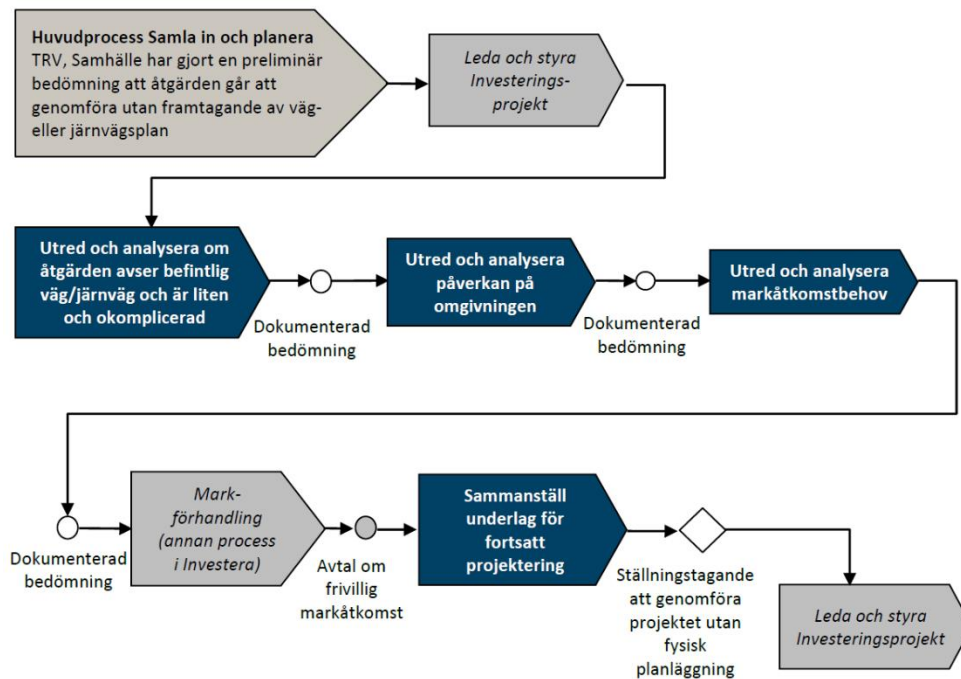 Huvudprocess Samla in och planera
TRV, Samhälle har gjort en preliminär
bedömning att åtgärden går att
genomföra utan framtagande av väg-
eller järnvägsplan
Leda och styra
Investerings-
projekt
Utred och analysera om
åtgärden avser befintlig
väg/järnväg och är liten
och okomplicerad
Dokumenterad
bedömning
Utred och analysera
påverkan på
omgivningen
Dokumenterad
bedömning
Utred och analysera
markåtkomstbehov
Dokumenterad
bedömning
Mark-
förhandling
(annan process
i Investera)
Avtal om
frivillig
markåtkomst
Sammanställ
underlag för
fortsatt
projektering
Ställningstagande
att genomföra
projektet utan
fysisk
planläggning
Leda och styra
Investeringsprojekt